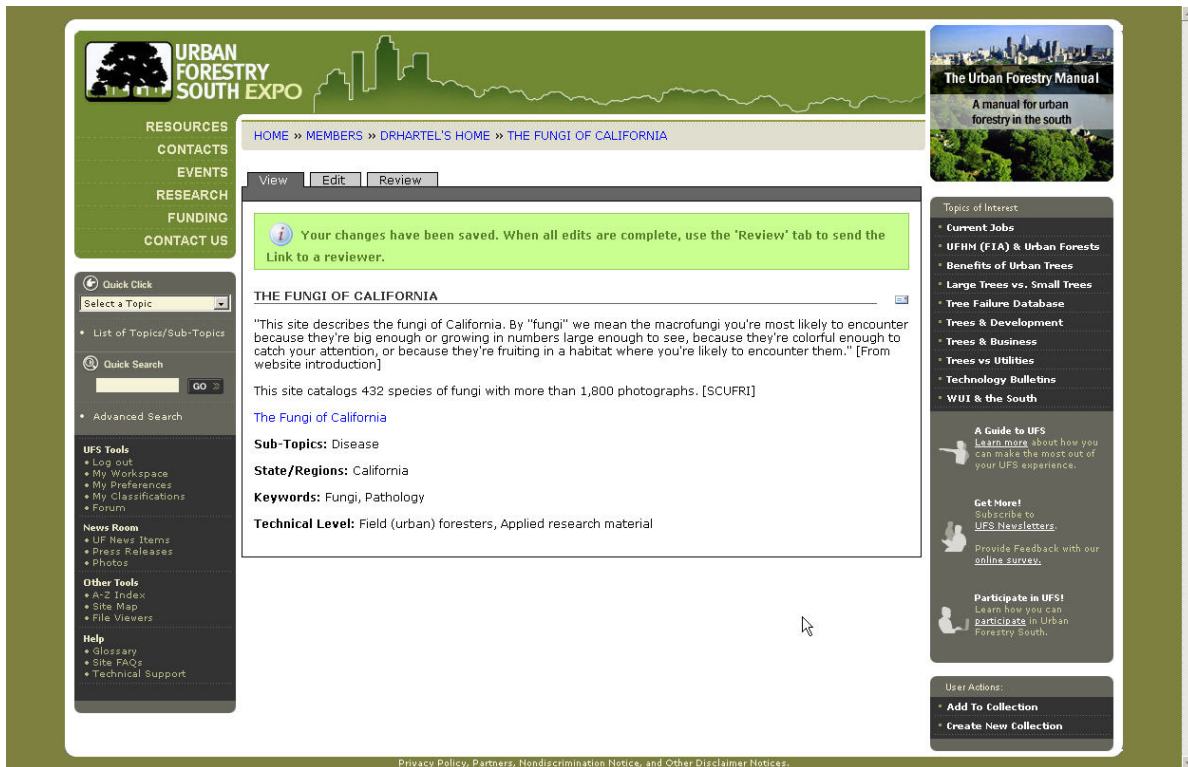 URBAN
FORESTRY
SOUTH EXPO
RESOURCES
CONTACTS
EVENTS
RESEARCH
FUNDING
CONTACT US
Quick Click
Select a Topic
• List of Topics/Sub-Topics
Quick Search
GO »
• Advanced Search
UFS Tools
• Log out
• My Workspace
• My Preferences
• My Classifications
• Forum
News Room
• UF News Items
• Press Releases
• Photos
Other Tools
• A-Z Index
• Site Map
• File Viewers
Help
• Glossary
• Site FAQs
• Technical Support
HOME » MEMBERS » DRHARTEL'S HOME » THE FUNGI OF CALIFORNIA
View Edit Review
i Your changes have been saved. When all edits are complete, use the 'Review' tab to send the
Link to a reviewer.
THE FUNGI OF CALIFORNIA
"This site describes the fungi of California. By "fungi" we mean the macrofungi you're most likely to encounter
because they're big enough or growing in numbers large enough to see, because they're colorful enough to
catch your attention, or because they're fruiting in a habitat where you're likely to encounter them." [From
website introduction]
This site catalogs 432 species of fungi with more than 1,800 photographs. [SCUFRI]
The Fungi of California
Sub-Topics: Disease
State/Regions: California
Keywords: Fungi, Pathology
Technical Level: Field (urban) foresters, Applied research material
The Urban Forestry Manual
A manual for urban
forestry in the south
Topics of Interest
Current Jobs
UFHM (FIA) & Urban Forests
Benefits of Urban Trees
Large Trees vs. Small Trees
Tree Failure Database
Trees & Development
Trees & Business
Trees vs Utilities
Technology Bulletins
WUI & the South
A Guide to UFS
Learn more about how you
can make the most out of
your UFS experience.
Get More!
Subscribe to
UFS Newsletters.
Provide Feedback with our
online survey.
Participate in UFS!
Learn how you can
participate in Urban
Forestry South.
User Actions:
Add To Collection
Create New Collection
Privacy Policy, Partners, Nondiscrimination Notice, and Other Disclaimer Notices.